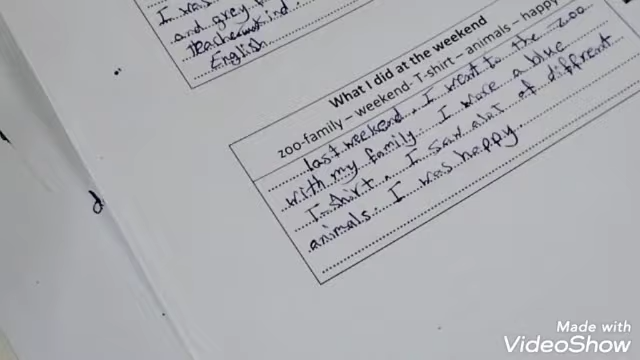 I was
and grey
English
What I did at the weekend
zoo-family – weekend- T-shirt – animals – happy
last weekend. I went to the zoo
with my family. I wore a blue
T-shirt. I saw alot of different
animals. I was happy.
d
Made with
VideoShow